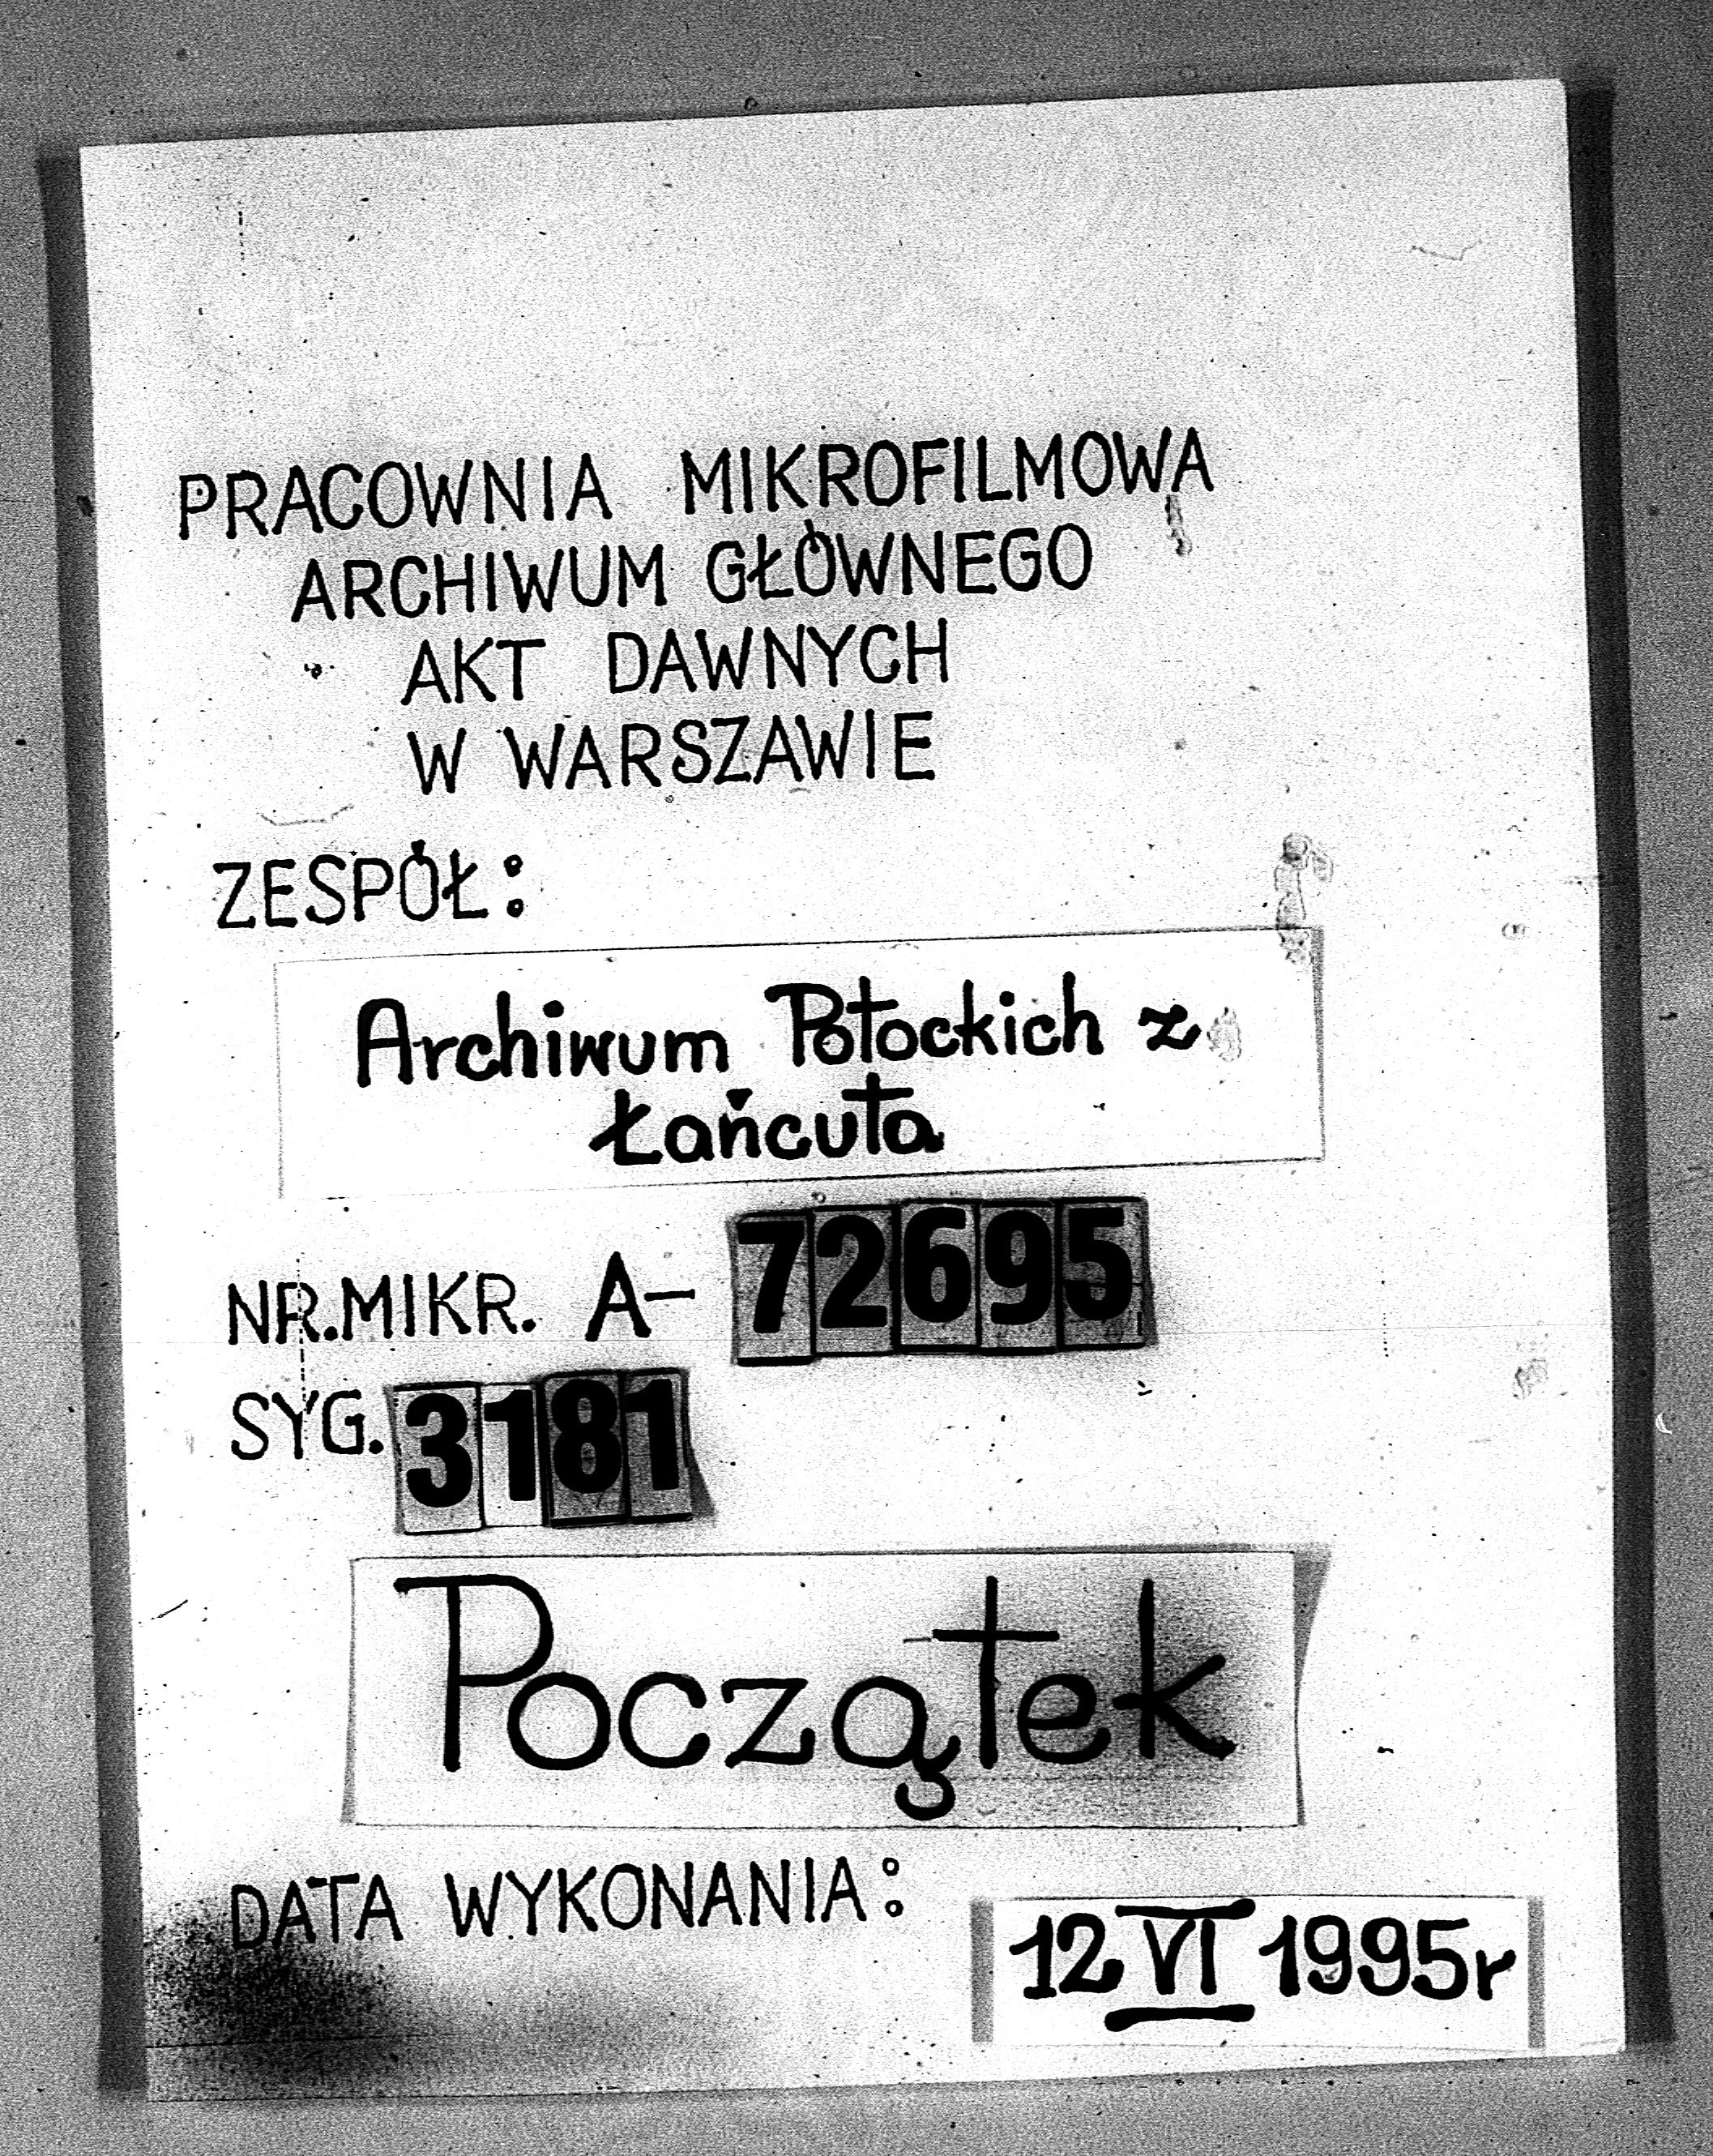 PRACOWNIA MIKROFILMOWA
ARCHIWUM GŁÓWNEGO
AKT DAWNYCH
W WARSZAWIE
ZESPÓŁ:
Archiwum Potockich z
Łańcuta
NR.MIKR. A- 72695
SYG. 3181
Początek
DATA WYKONANIA:
12 VI 1995r